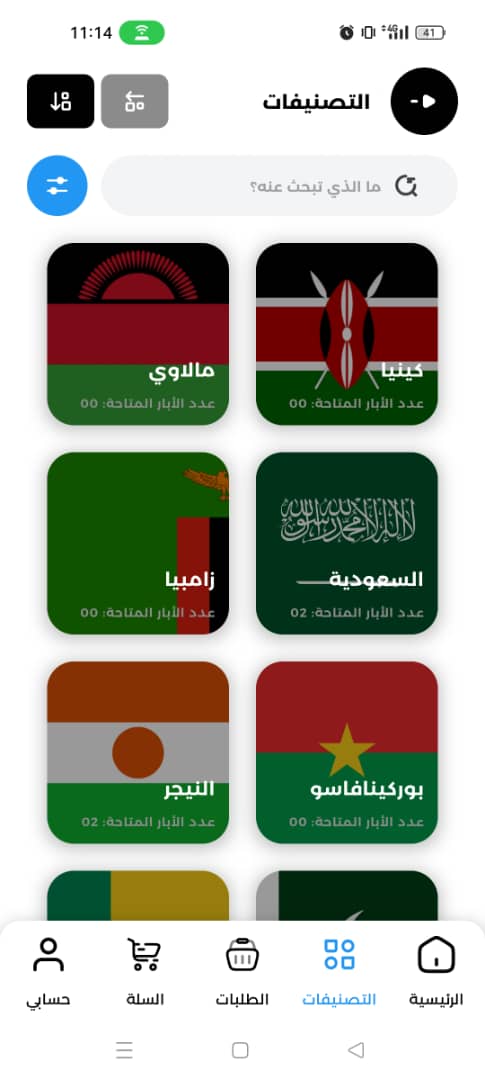 11:14
4G
41
التصنيفات
ما الذي تبحث عنه؟
كينيا
عدد الأبار المتاحة: 00
مالاوي
عدد الأبار المتاحة: 00
لا إله إلا الله محمد رسول الله
السعودية
عدد الأبار المتاحة: 02
زامبيا
عدد الأبار المتاحة: 00
بوركينافاسو
عدد الأبار المتاحة: 00
النيجر
عدد الأبار المتاحة: 02
الرئيسية
التصنيفات
الطلبات
السلة
حسابي